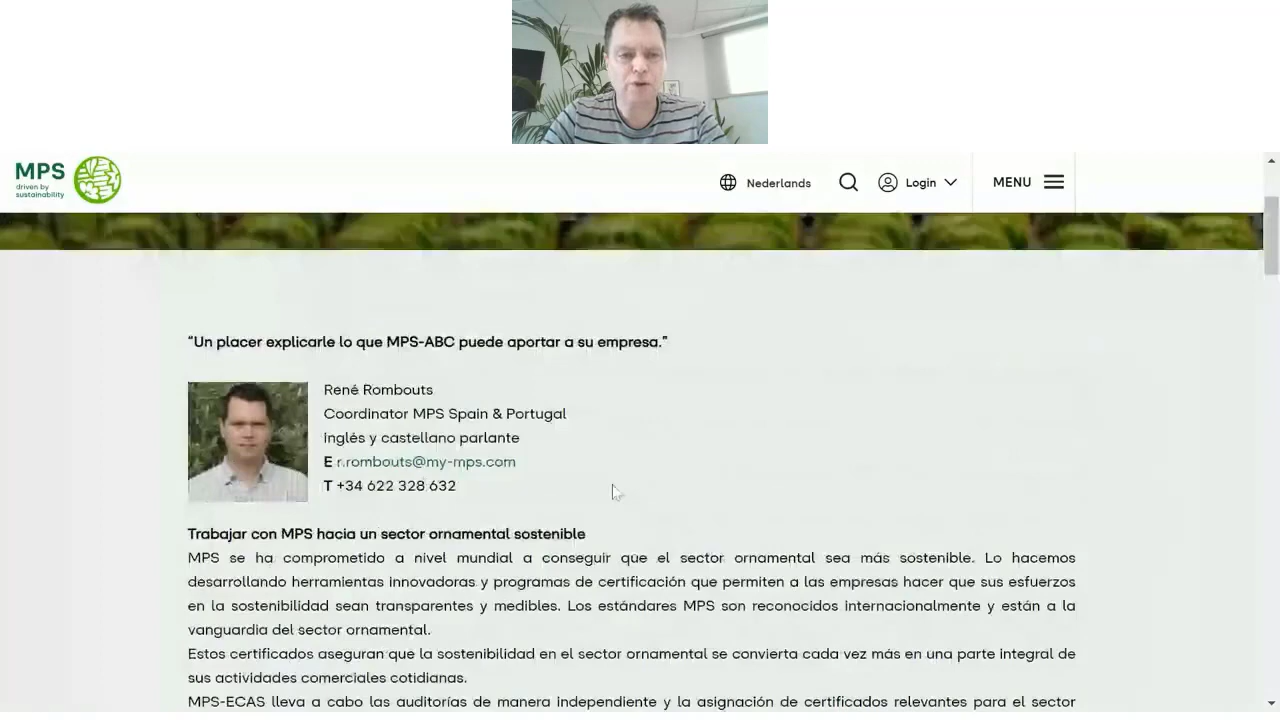 MPS
driven by
sustainability
Nederlands
Login
MENU
“Un placer explicarle lo que MPS-ABC puede aportar a su empresa.”
René Rombouts
Coordinator MPS Spain & Portugal
Inglés y castellano parlante
E r.rombouts@my-mps.com
T +34 622 328 632
Trabajar con MPS hacia un sector ornamental sostenible
MPS se ha comprometido a nivel mundial a conseguir que el sector ornamental sea más sostenible. Lo hacemos
desarrollando herramientas innovadoras y programas de certificación que permiten a las empresas hacer que sus esfuerzos
en la sostenibilidad sean transparentes y medibles. Los estándares MPS son reconocidos internacionalmente y están a la
vanguardia del sector ornamental.
Estos certificados aseguran que la sostenibilidad en el sector ornamental se convierta cada vez más en una parte integral de
sus actividades comerciales cotidianas.
MPS-ECAS lleva a cabo las auditorías de manera independiente y la asignación de certificados relevantes para el sector